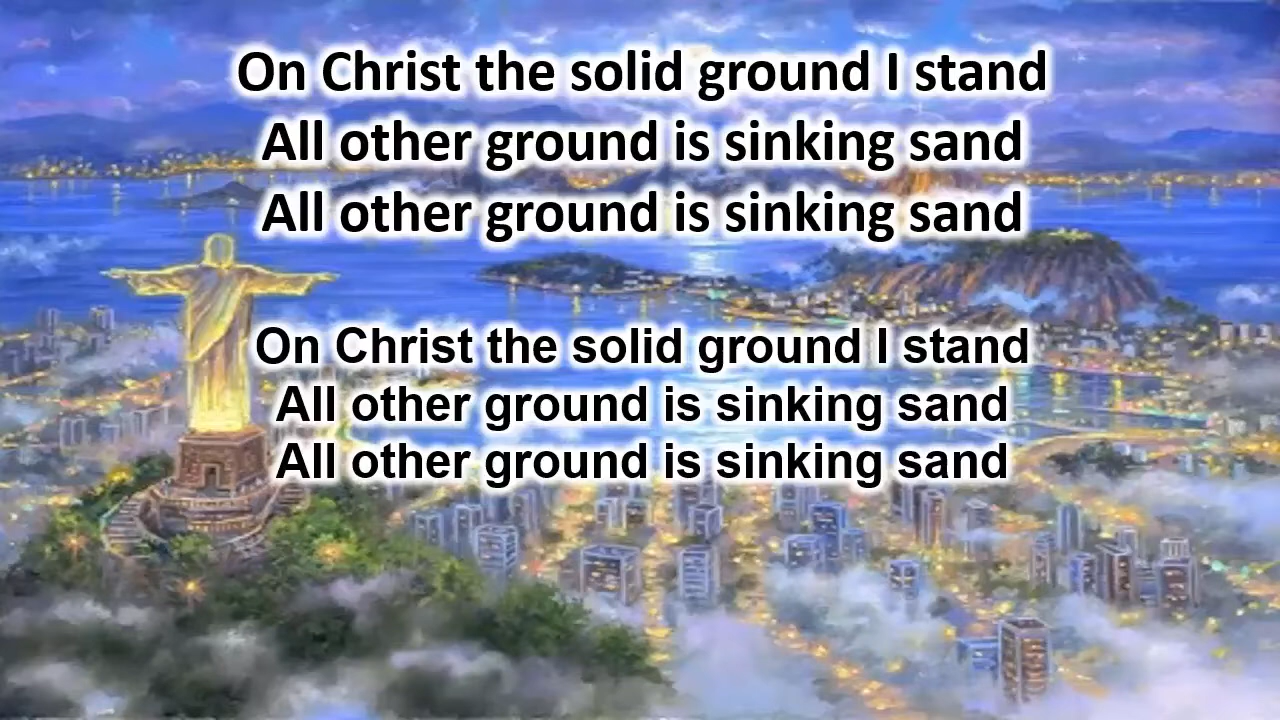 On Christ the solid ground I stand
All other ground is sinking sand
All other ground is sinking sand
On Christ the solid ground I stand
All other ground is sinking sand
All other ground is sinking sand